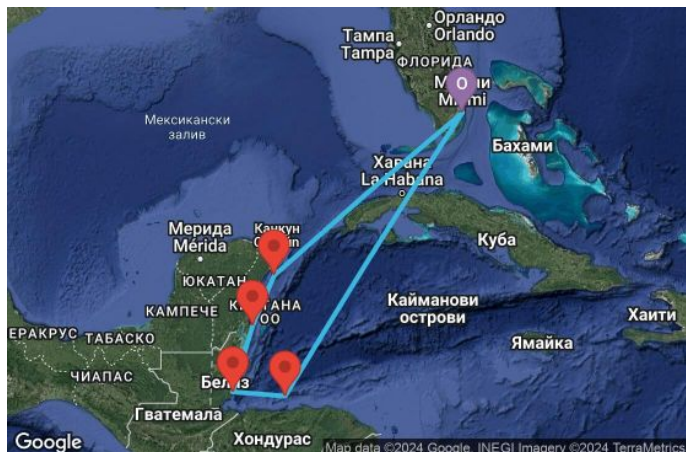 Орландо
Orlando
Тампа
Tampa
ФЛОРИДА
O
Miami
Мексикански
залив
Бахами
Хавана
La Habana
Мерида
Mérida
Куба
ЮКАТАН
КАМПЕЧЕ
Кайманови
острови
Хаити
ЕРАКРУС
ТАБАСКО
Ямайка
ЧИАПАС
Гватемала
Хондурас
Google
Map data ©2024 Google, INEGI Imagery ©2024 TerraMetrics